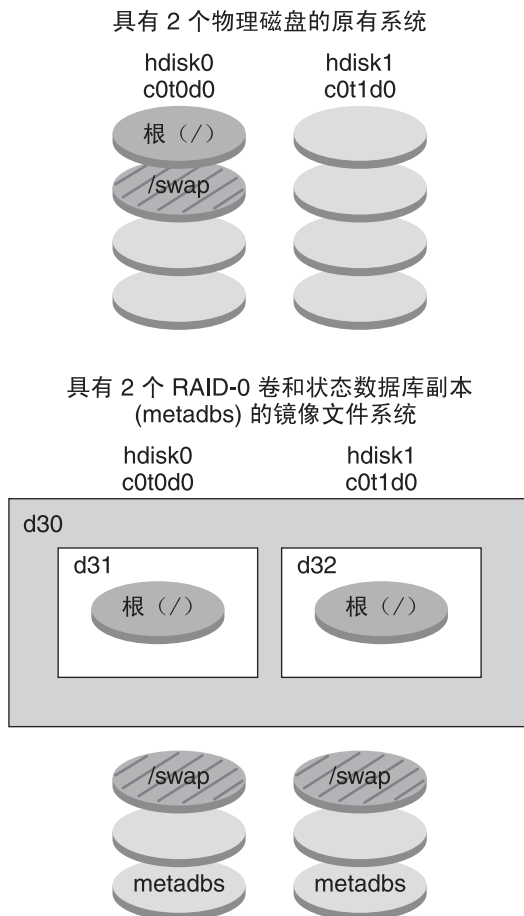 具有 2 个物理磁盘的原有系统
hdisk0
c0t0d0
hdisk1
c0t1d0
根（/）
/swap
具有 2 个 RAID-0 卷和状态数据库副本
(metadbs) 的镜像文件系统
hdisk0
c0t0d0
hdisk1
c0t1d0
d30
d31
d32
根（/）
根（/）
/swap
/swap
metadbs
metadbs